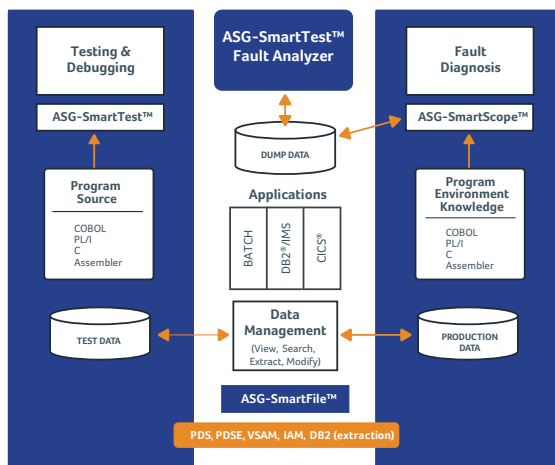 Testing &
Debugging
ASG-SmartTest™
Program
Source
COBOL
PL/I
C
Assembler
TEST DATA
ASG-SmartTest™
Fault Analyzer
DUMP DATA
Applications
BATCH
DB2®/IMS
CICS®
Data
Management
(View, Search,
Extract, Modify)
ASG-SmartFile™
PDS, PDSE, VSAM, IAM, DB2 (extraction)
Fault
Diagnosis
ASG-SmartScope™
Program
Environment
Knowledge
COBOL
PL/I
C
Assembler
PRODUCTION
DATA